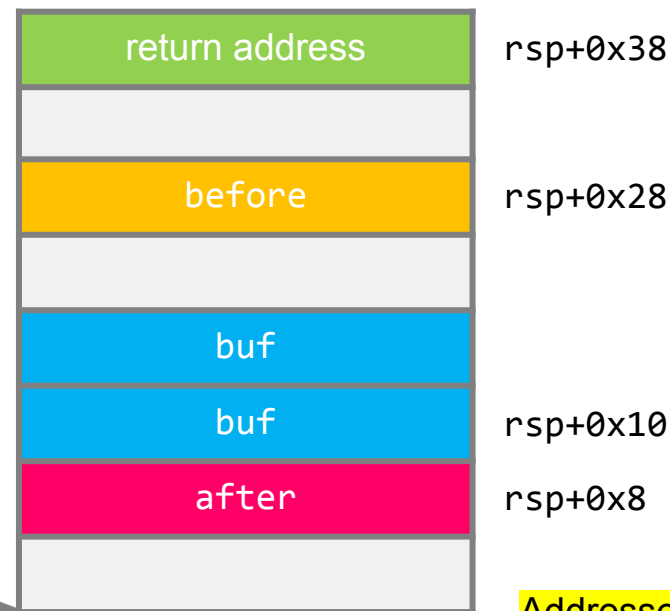 return address rsp+0x38
before rsp+0x28
buf
buf rsp+0x10
after rsp+0x8